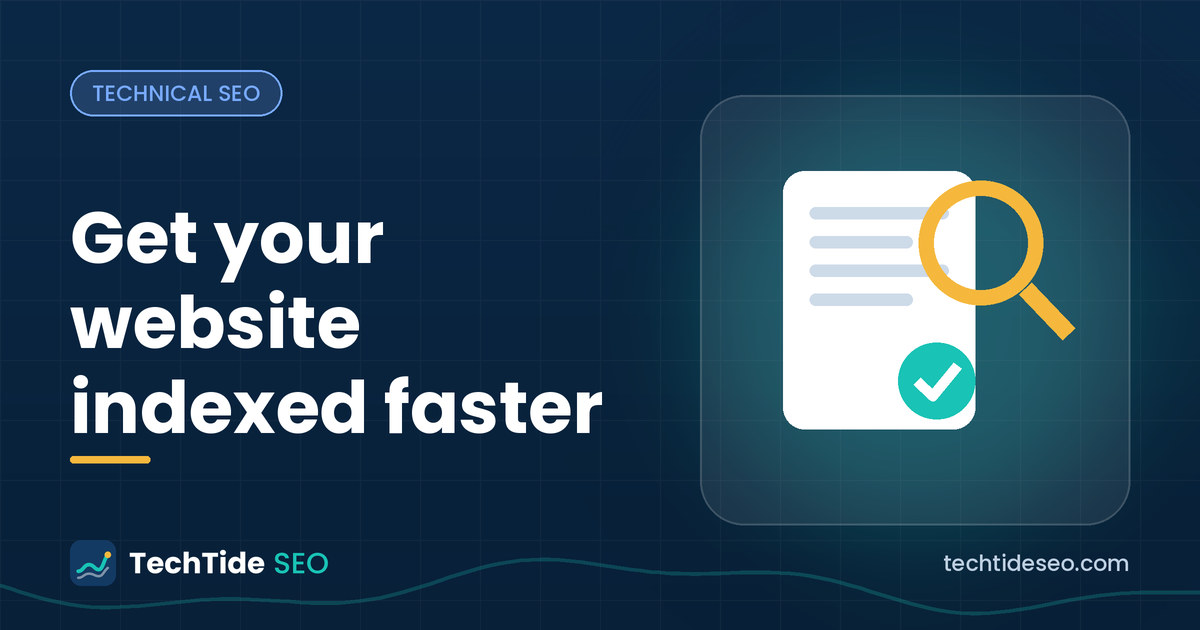 TECHNICAL SEO
Get your
website
indexed faster
TechTide SEO
techtideseo.com